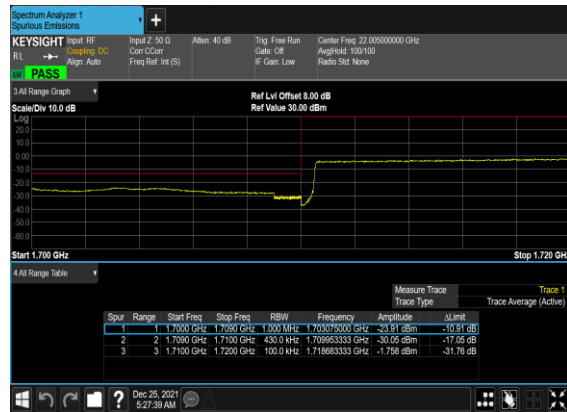 Spectrum Analyzer 1
Spurious Emissions
+
KEYSIGHT Input: RF Input Z: 50 Ω Atten: 40 dB Trig: Free Run Center Freq: 22.005000000 GHz
RL Coupling: DC Corr CCorr Gate: Off Avg|Hold: 100/100
Align: Auto Freq Ref: Int (S) IF Gain: Low Radio Std: None
PASS
3 All Range Graph
Ref Lvl Offset 8.00 dB
Scale/Div 10.0 dB Ref Value 30.00 dBm
Log
20.0
10.0
0.00
-10.0
-20.0
-30.0
-40.0
-50.0
-60.0
Start 1.700 GHz Stop 1.720 GH
4 All Range Table
Measure Trace Trace 1
Trace Type Trace Average (Active)
Spur Range Start Freq Stop Freq RBW Frequency Amplitude ΔLimit
1 1 1.7000 GHz 1.7090 GHz 1.000 MHz 1.703075000 GHz -23.91 dBm -10.91 dB
2 2 1.7090 GHz 1.7100 GHz 430.0 kHz 1.709953333 GHz -30.05 dBm -17.05 dB
3 3 1.7100 GHz 1.7200 GHz 100.0 kHz 1.718683333 GHz -1.758 dBm -31.76 dB
? Dec 25, 2021
5:27:39 AM